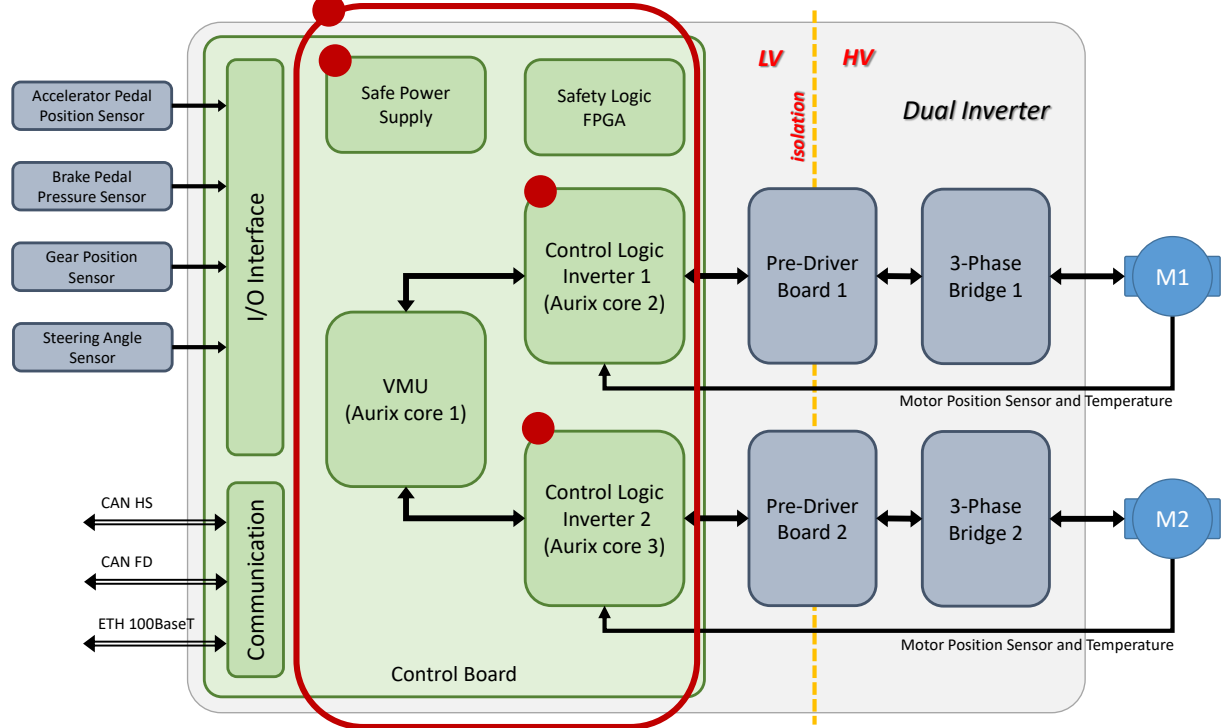 Accelerator Pedal
Position Sensor
Brake Pedal
Pressure Sensor
Gear Position
Sensor
Steering Angle
Sensor
CAN HS
CAN FD
ETH 100BaseT
I/O Interface
Communication
Safe Power
Supply
Safety Logic
FPGA
Control Logic
Inverter 1
(Aurix core 2)
VMU
(Aurix core 1)
Control Logic
Inverter 2
(Aurix core 3)
Control Board
LV
HV
isolation
Dual Inverter
Pre-Driver
Board 1
3-Phase
Bridge 1
M1
Motor Position Sensor and Temperature
Pre-Driver
Board 2
3-Phase
Bridge 2
M2
Motor Position Sensor and Temperature